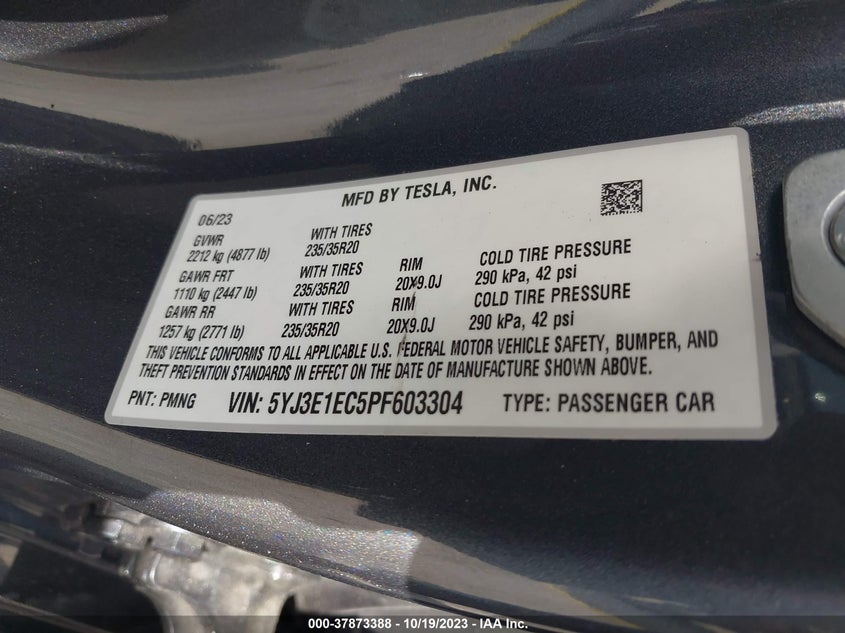 MFD BY TESLA, INC.
06/23
GVWR WITH TIRES
2212 kg (4877 lb) 235/35R20
GAWR FRT WITH TIRES RIM COLD TIRE PRESSURE
1110 kg (2447 lb) 235/35R20 20X9.0J 290 kPa, 42 psi
GAWR RR WITH TIRES RIM COLD TIRE PRESSURE
1257 kg (2771 lb) 235/35R20 20X9.0J 290 kPa, 42 psi
THIS VEHICLE CONFORMS TO ALL APPLICABLE U.S. FEDERAL MOTOR VEHICLE SAFETY, BUMPER, AND
THEFT PREVENTION STANDARDS IN EFFECT ON THE DATE OF MANUFACTURE SHOWN ABOVE.
PNT: PMNG VIN: 5YJ3E1EC5PF603304 TYPE: PASSENGER CAR
000-37873388 - 10/19/2023 - IAA Inc.